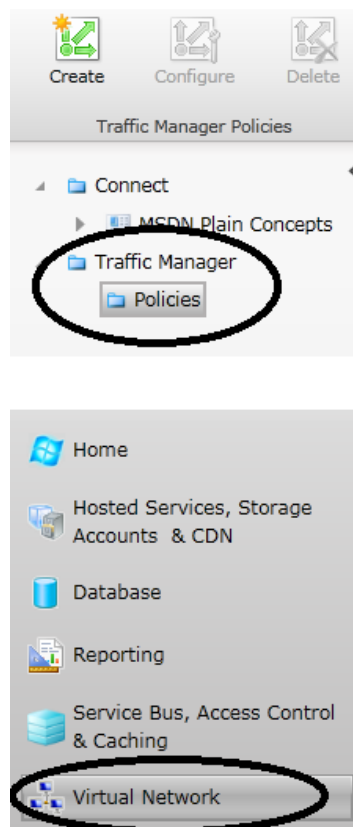 Create Configure Delete
Traffic Manager Policies
Connect
MSDN Plain Concepts
Traffic Manager
Policies
Home
Hosted Services, Storage
Accounts & CDN
Database
Reporting
Service Bus, Access Control
& Caching
Virtual Network